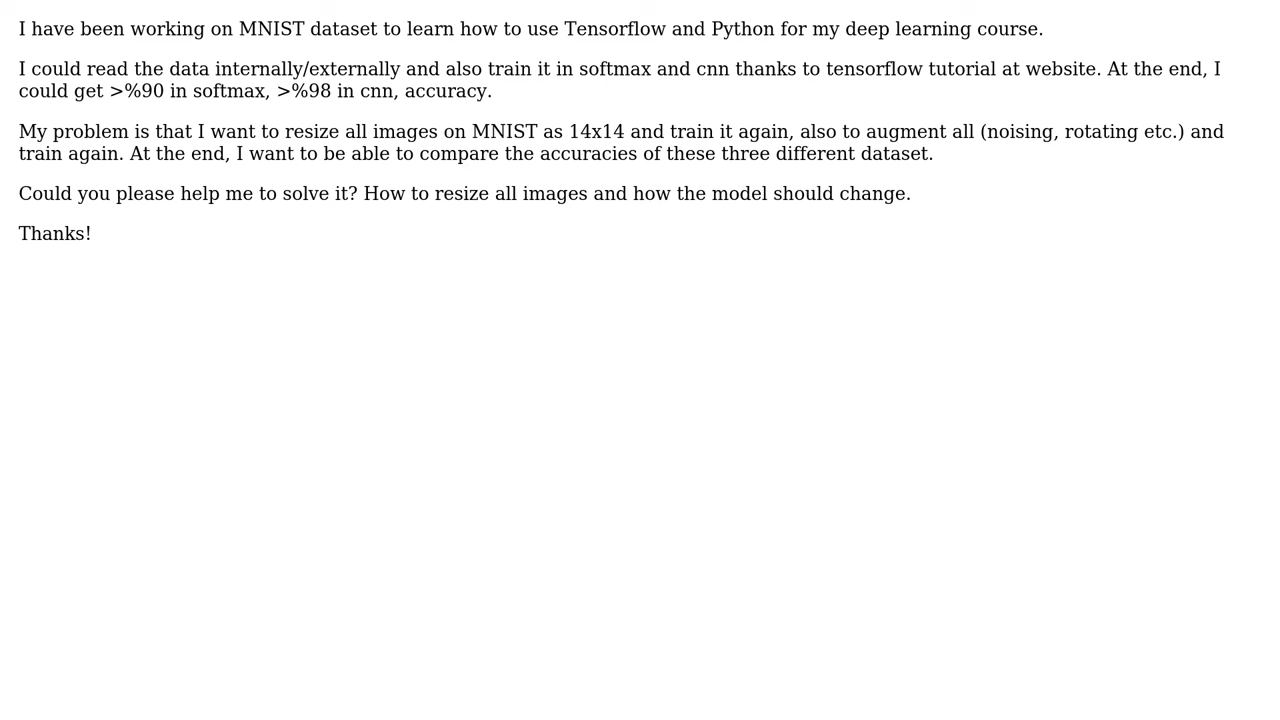 I have been working on MNIST dataset to learn how to use Tensorflow and Python for my deep learning course.
I could read the data internally/externally and also train it in softmax and cnn thanks to tensorflow tutorial at website. At the end, I
could get >%90 in softmax, >%98 in cnn, accuracy.
My problem is that I want to resize all images on MNIST as 14x14 and train it again, also to augment all (noising, rotating etc.) and
train again. At the end, I want to be able to compare the accuracies of these three different dataset.
Could you please help me to solve it? How to resize all images and how the model should change.
Thanks!